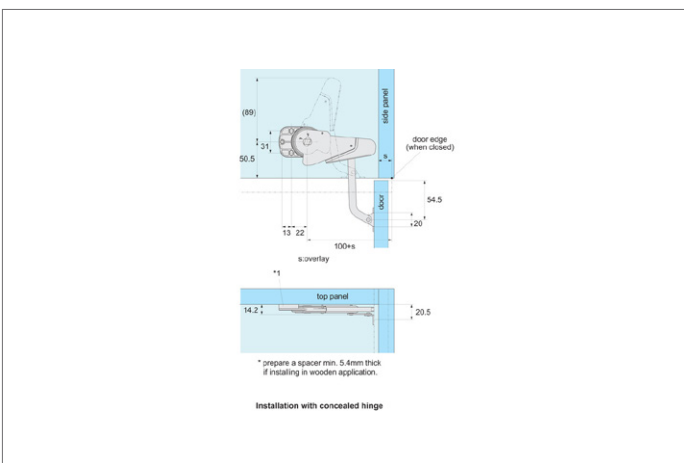 (89)
31
50.5
side panel
s
door edge
(when closed)
door
54.5
20
13
22
100+s
s:overlay
*1
top panel
14.2
20.5
* prepare a spacer min. 5.4mm thick
if installing in wooden application.
Installation with concealed hinge